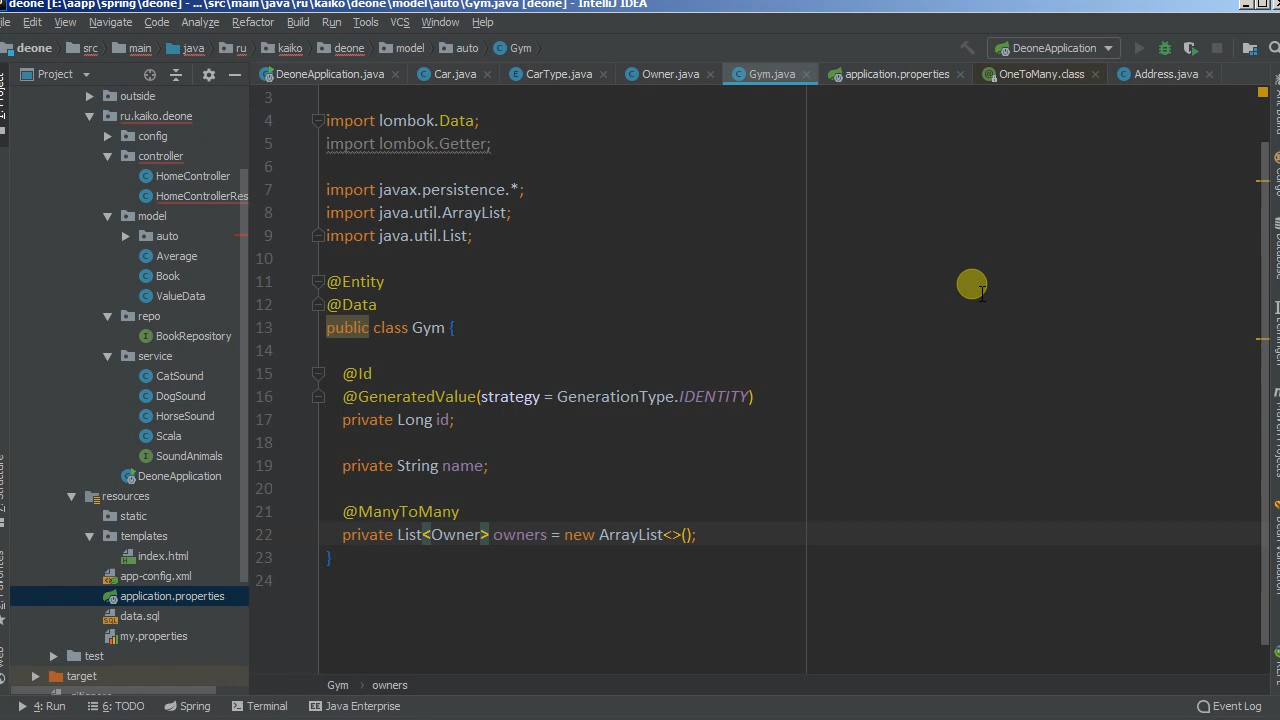 deone [E:\aapp\spring\deone] - ...\src\main\java\ru\kaiko\deone\model\auto\Gym.java [deone] - IntelliJ IDEA
Edit View Navigate Code Analyze Refactor Build Run Tools VCS Window Help
deone src main java ru kaiko deone model auto Gym DeoneApplication
Project DeoneApplication.java Car.java CarType.java Owner.java Gym.java application.properties OneToMany.class Address.java
outside
ru.kaiko.deone
config
controller
HomeController
HomeControllerRes
model
auto
Average
Book
ValueData
repo
BookRepository
service
CatSound
DogSound
HorseSound
Scala
SoundAnimals
DeoneApplication
resources
static
templates
index.html
app-config.xml
application.properties
data.sql
my.properties
test
target
3
4 import lombok.Data;
5 import lombok.Getter;
6
7 import javax.persistence.*;
8 import java.util.ArrayList;
9 import java.util.List;
10
11 @Entity
12 @Data
13 public class Gym {
14
15 @Id
16 @GeneratedValue(strategy = GenerationType.IDENTITY)
17 private Long id;
18
19 private String name;
20
21 @ManyToMany
22 private List<Owner> owners = new ArrayList<>();
23 }
24
Gym owners
4: Run 6: TODO Spring Terminal Java Enterprise Event Log